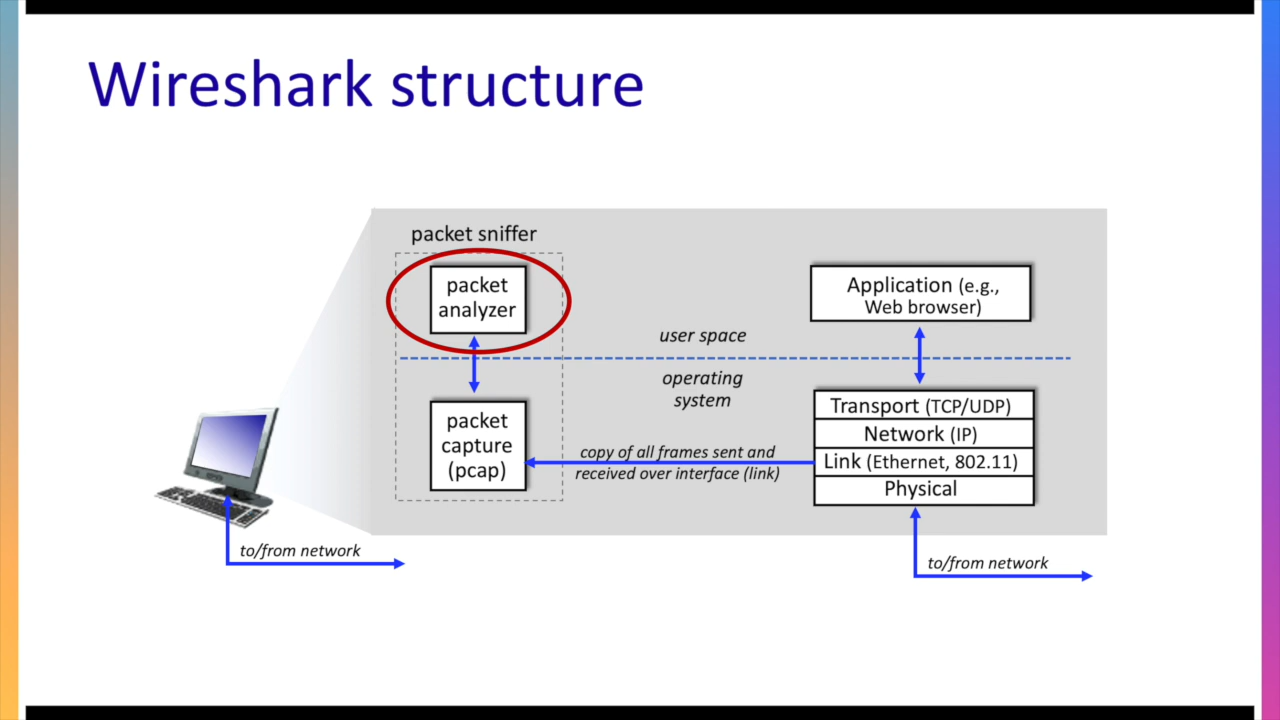 Wireshark structure
packet sniffer
packet
analyzer
Application (e.g.,
Web browser)
user space
operating
system
packet
capture
(pcap)
copy of all frames sent and
received over interface (link)
Transport (TCP/UDP)
Network (IP)
Link (Ethernet, 802.11)
Physical
to/from network
to/from network